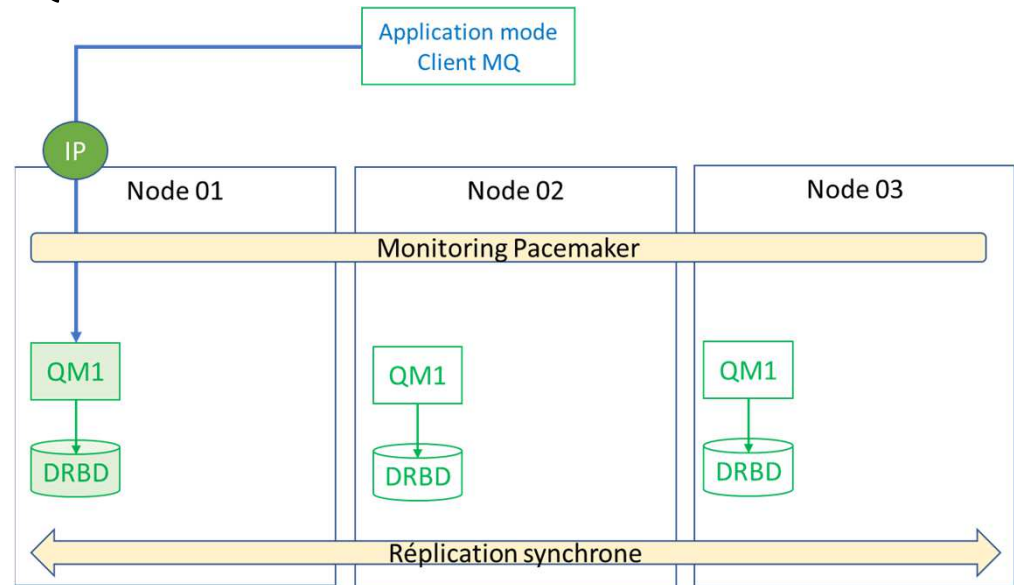 Application mode
Client MQ
IP
Node 01
Node 02
Node 03
Monitoring Pacemaker
QM1
QM1
QM1
DRBD
DRBD
DRBD
Réplication synchrone